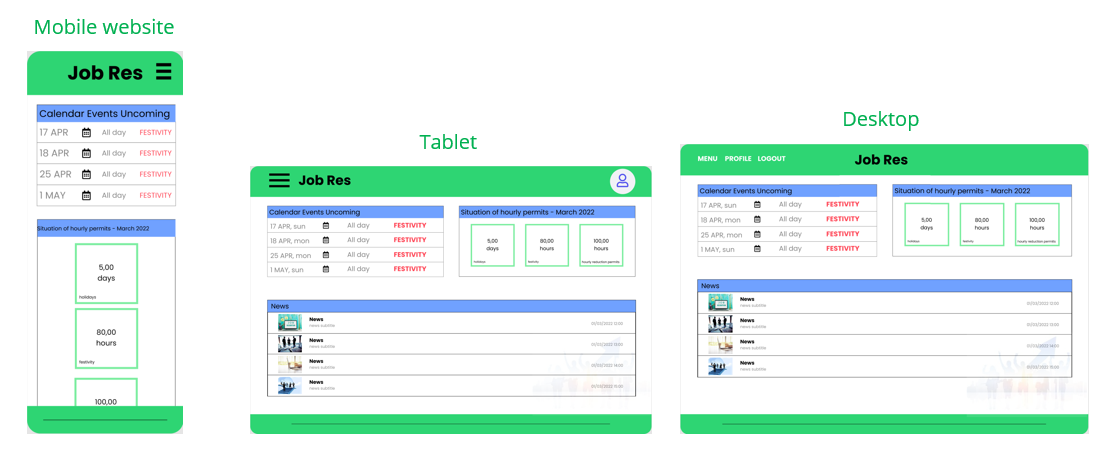 Mobile website
Job Res
Calendar Events Uncoming
17 APR All day FESTIVITY
18 APR All day FESTIVITY
25 APR All day FESTIVITY
1 MAY All day FESTIVITY
Situation of hourly permits - March 2022
5,00
days
holidays
80,00
hours
festivity
100,00
Tablet
Job Res
Calendar Events Uncoming
17 APR, sun All day FESTIVITY
18 APR, mon All day FESTIVITY
25 APR, mon All day FESTIVITY
1 MAY, sun All day FESTIVITY
Situation of hourly permits - March 2022
5,00
days
holidays
80,00
hours
festivity
100,00
hours
hourly reduction permits
News
News
news subtitle
01/03/2022 12:00
News
news subtitle
01/03/2022 13:00
News
news subtitle
01/03/2022 14:00
News
news subtitle
01/03/2022 15:00
Desktop
MENU PROFILE LOGOUT
Job Res
Calendar Events Uncoming
17 APR, sun All day FESTIVITY
18 APR, mon All day FESTIVITY
25 APR, mon All day FESTIVITY
1 MAY, sun All day FESTIVITY
Situation of hourly permits - March 2022
5,00
days
holidays
80,00
hours
festivity
100,00
hours
hourly reduction permits
News
News
news subtitle
01/03/2022 12:00
News
news subtitle
01/03/2022 13:00
News
news subtitle
01/03/2022 14:00
News
news subtitle
01/03/2022 15:00